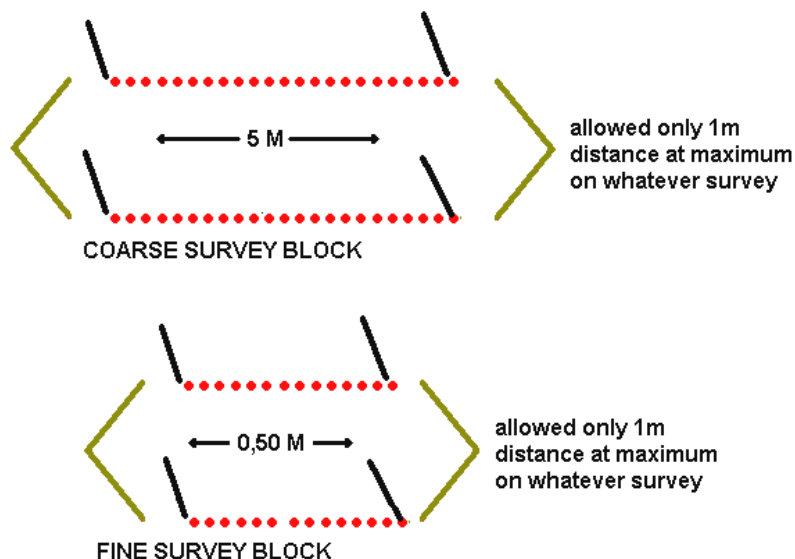 5 M
allowed only 1m
distance at maximum
on whatever survey
COARSE SURVEY BLOCK
0,50 M
allowed only 1m
distance at maximum
on whatever survey
FINE SURVEY BLOCK